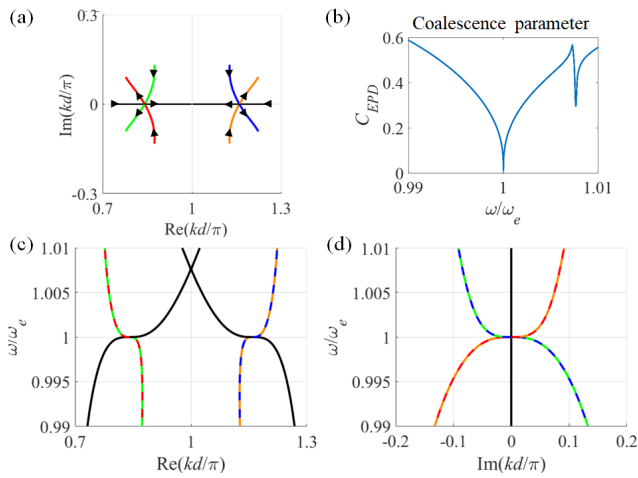 (a)
0.3
0
-0.3
Im(kd/π)
0.7
1
1.3
Re(kd/π)
(b)
Coalescence parameter
0.6
0.4
0.2
0
C_EPD
0.99
1
1.01
ω/ω_e
(c)
1.01
1.005
1
0.995
0.99
ω/ω_e
0.7
1
1.3
Re(kd/π)
(d)
1.01
1.005
1
0.995
0.99
ω/ω_e
-0.2
-0.1
0
0.1
0.2
Im(kd/π)